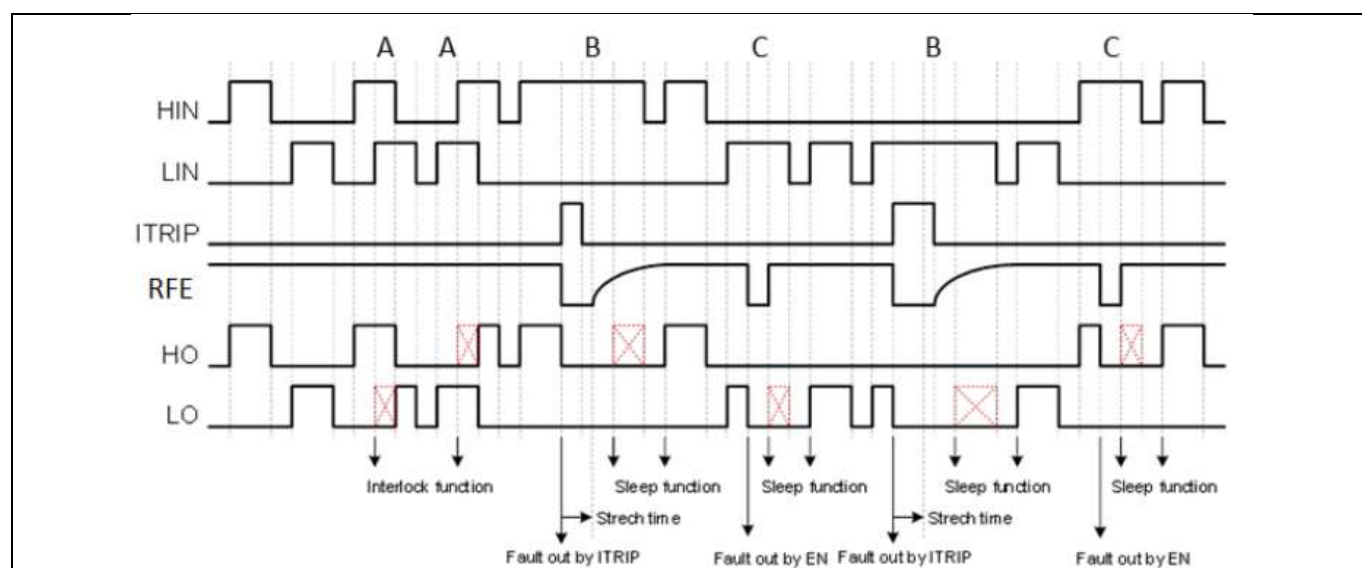 A A B C B C
HIN
LIN
ITRIP
RFE
HO
LO
Interlock function Sleep function Sleep function Sleep function Sleep function
Strech time Strech time
Fault out by ITRIP Fault out by EN Fault out by ITRIP Fault out by EN